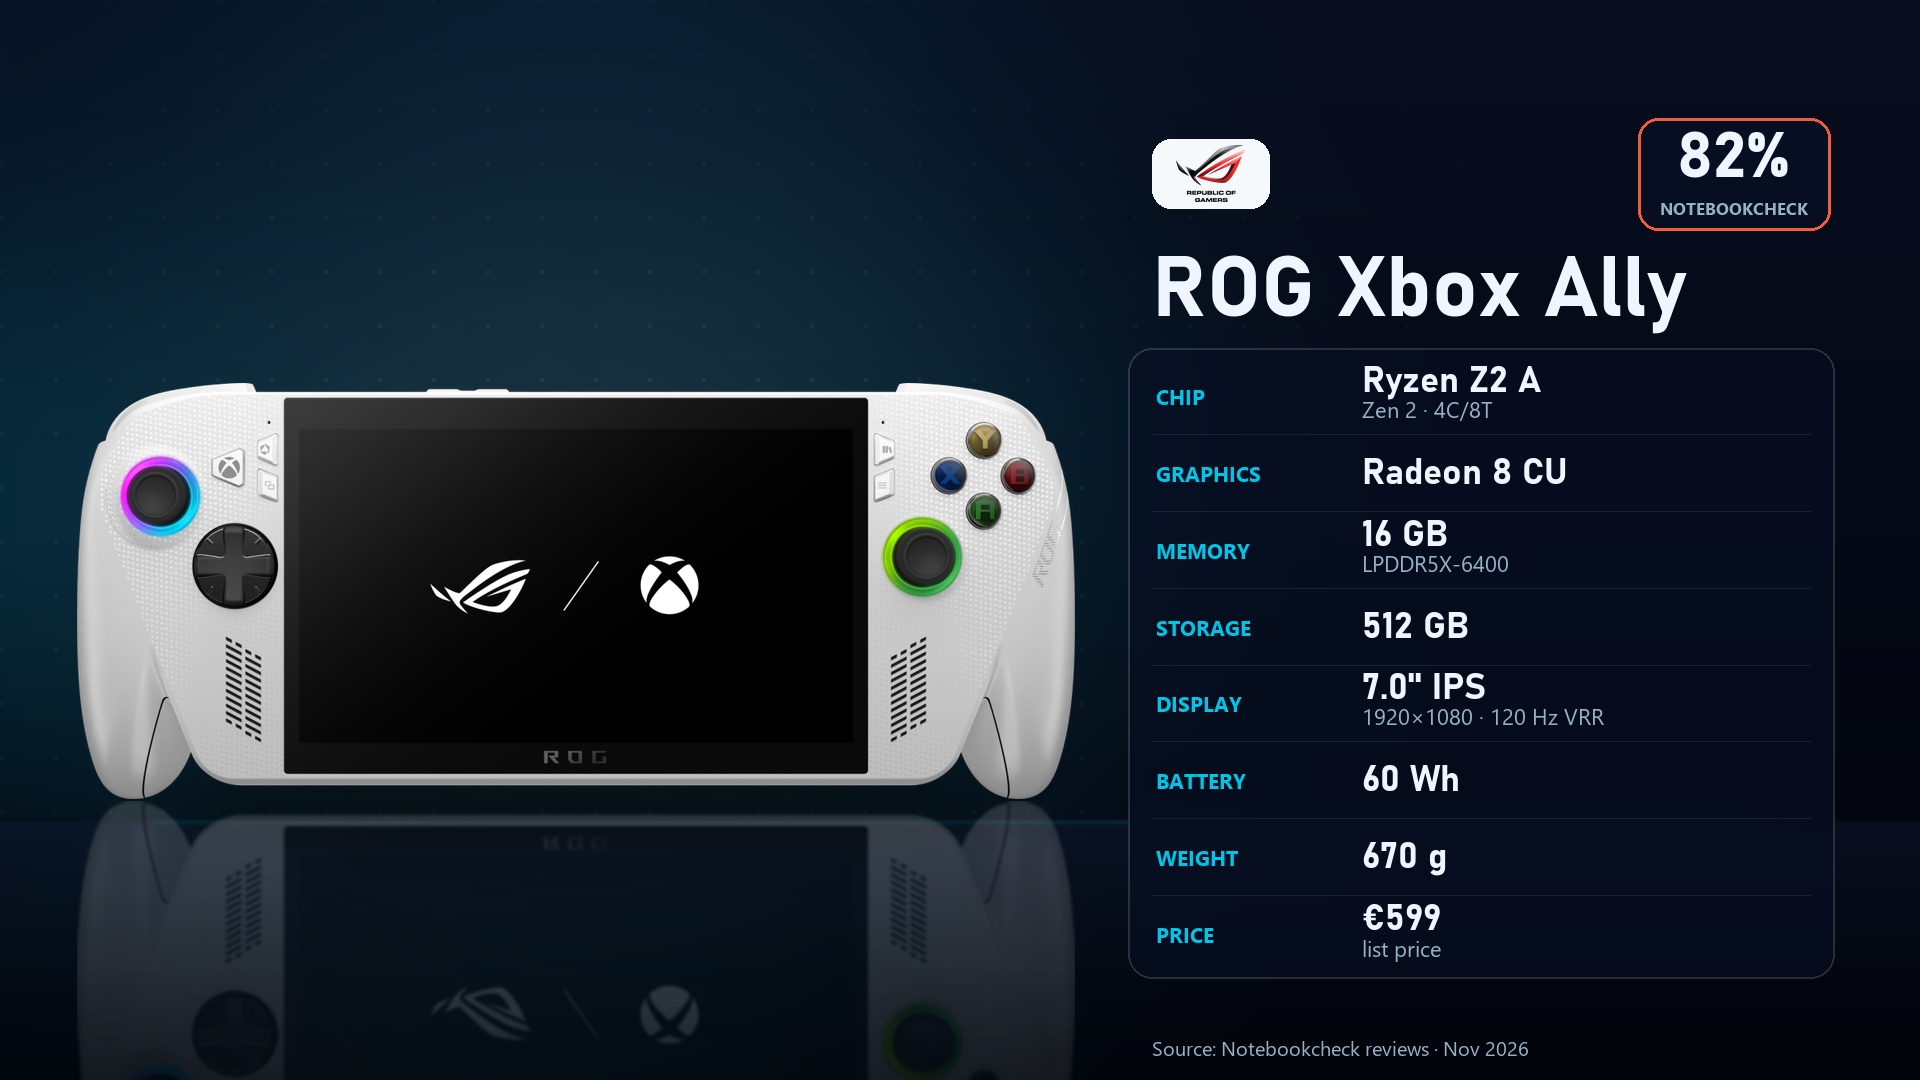 REPUBLIC OF
GAMERS
82%
NOTEBOOKCHECK
ROG Xbox Ally
CHIP
Ryzen Z2 A
Zen 2 · 4C/8T
GRAPHICS
Radeon 8 CU
MEMORY
16 GB
LPDDR5X-6400
STORAGE
512 GB
DISPLAY
7.0" IPS
1920×1080 · 120 Hz VRR
BATTERY
60 Wh
WEIGHT
670 g
PRICE
€599
list price
Source: Notebookcheck reviews · Nov 2026
Y
X
B
A
ROG